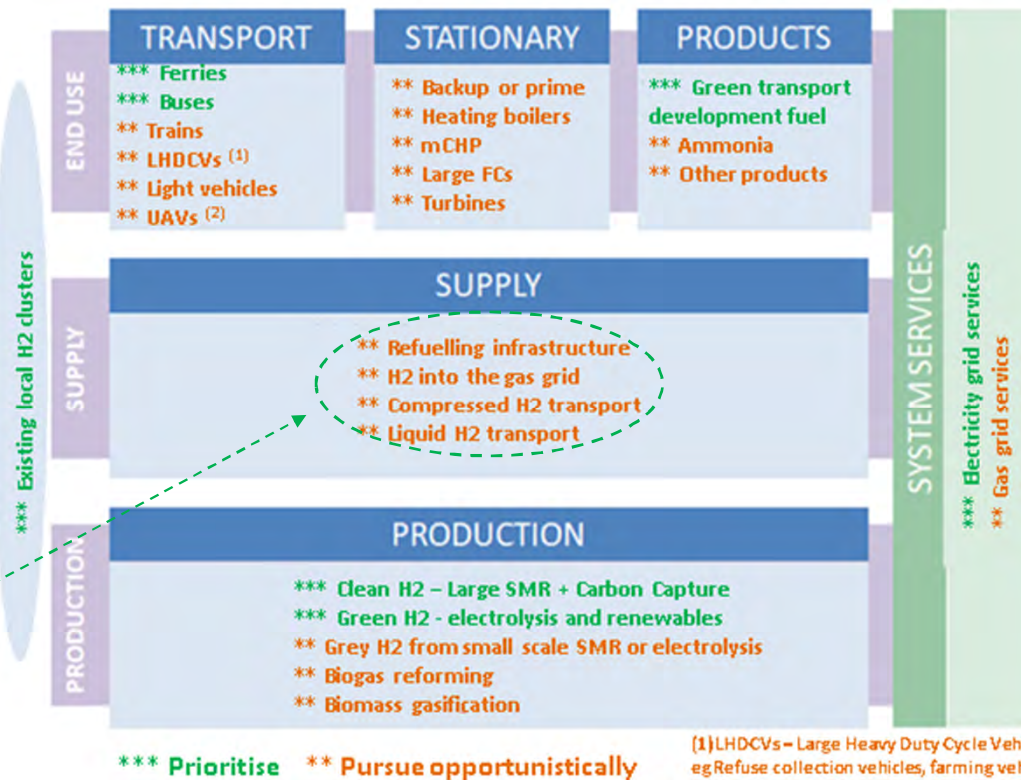 TRANSPORT
*** Ferries
*** Buses
** Trains
** LHDCVs (1)
** Light vehicles
** UAVs (2)
STATIONARY
** Backup or prime
** Heating boilers
** mCHP
** Large FCs
** Turbines
PRODUCTS
*** Green transport
development fuel
** Ammonia
** Other products
END USE
SUPPLY
SUPPLY
** Refuelling infrastructure
** H2 into the gas grid
** Compressed H2 transport
** Liquid H2 transport
PRODUCTION
PRODUCTION
*** Clean H2 – Large SMR + Carbon Capture
*** Green H2 - electrolysis and renewables
** Grey H2 from small scale SMR or electrolysis
** Biogas reforming
** Biomass gasification
*** Existing local H2 clusters
SYSTEM SERVICES
*** Electricity grid services
** Gas grid services
*** Prioritise ** Pursue opportunistically
(1) LHDCVs – Large Heavy Duty Cycle Veh
eg Refuse collection vehicles, farming veh